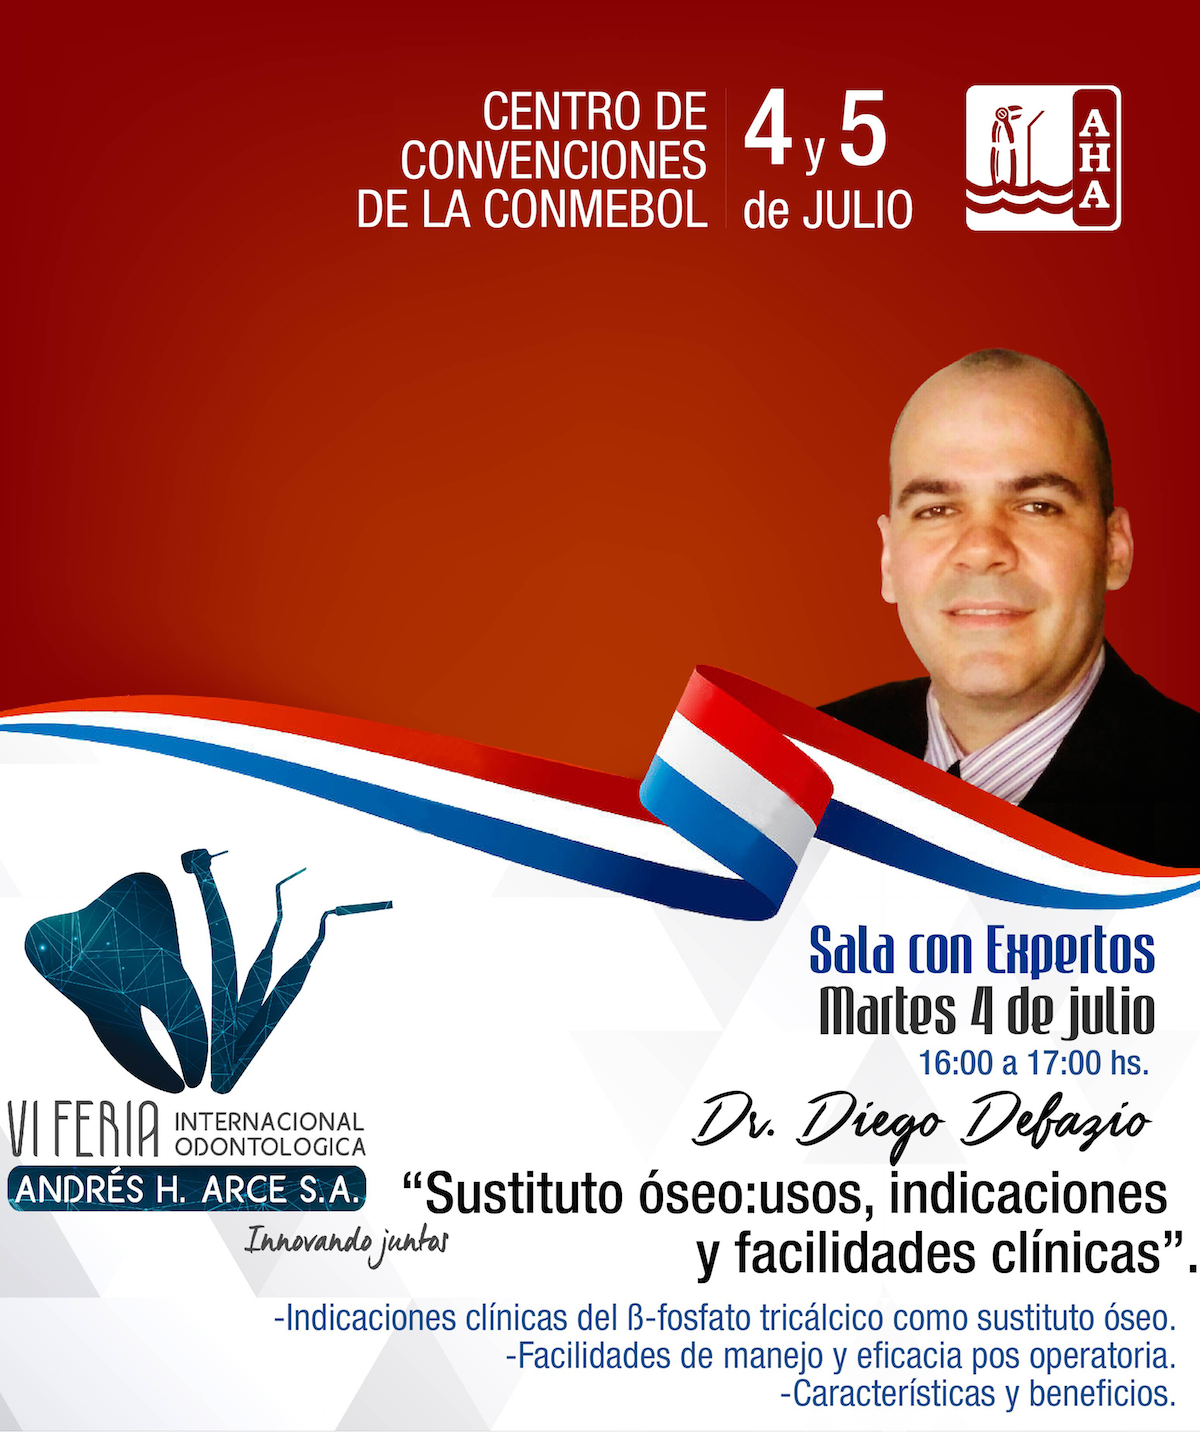 CENTRO DE
CONVENCIONES
DE LA CONMEBOL
4 y 5
de JULIO
AHA
Sala con Expertos
Martes 4 de julio
16:00 a 17:00 hs.
Dr. Diego Defazio
“Sustituto óseo:usos, indicaciones
y facilidades clínicas”.
-Indicaciones clínicas del ß-fosfato tricálcico como sustituto óseo.
-Facilidades de manejo y eficacia pos operatoria.
-Características y beneficios.
VI FERIA
INTERNACIONAL
ODONTOLOGICA
ANDRÉS H. ARCE S.A.
Innovando juntos